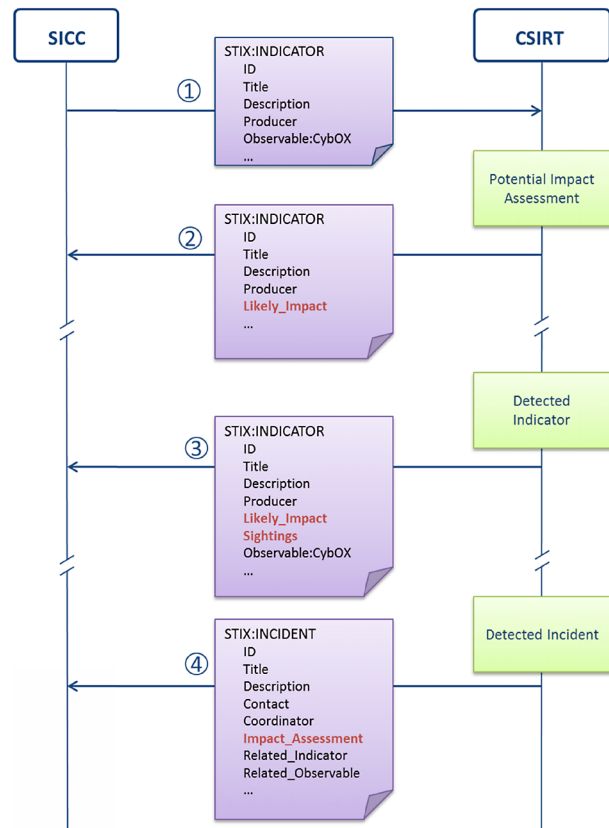 SICC
CSIRT
①
STIX:INDICATOR
ID
Title
Description
Producer
Observable:CybOX
...
Potential Impact
Assessment
②
STIX:INDICATOR
ID
Title
Description
Producer
Likely_Impact
...
Detected
Indicator
③
STIX:INDICATOR
ID
Title
Description
Producer
Likely_Impact
Sightings
Observable:CybOX
...
Detected Incident
④
STIX:INCIDENT
ID
Title
Description
Contact
Coordinator
Impact_Assessment
Related_Indicator
Related_Observable
...